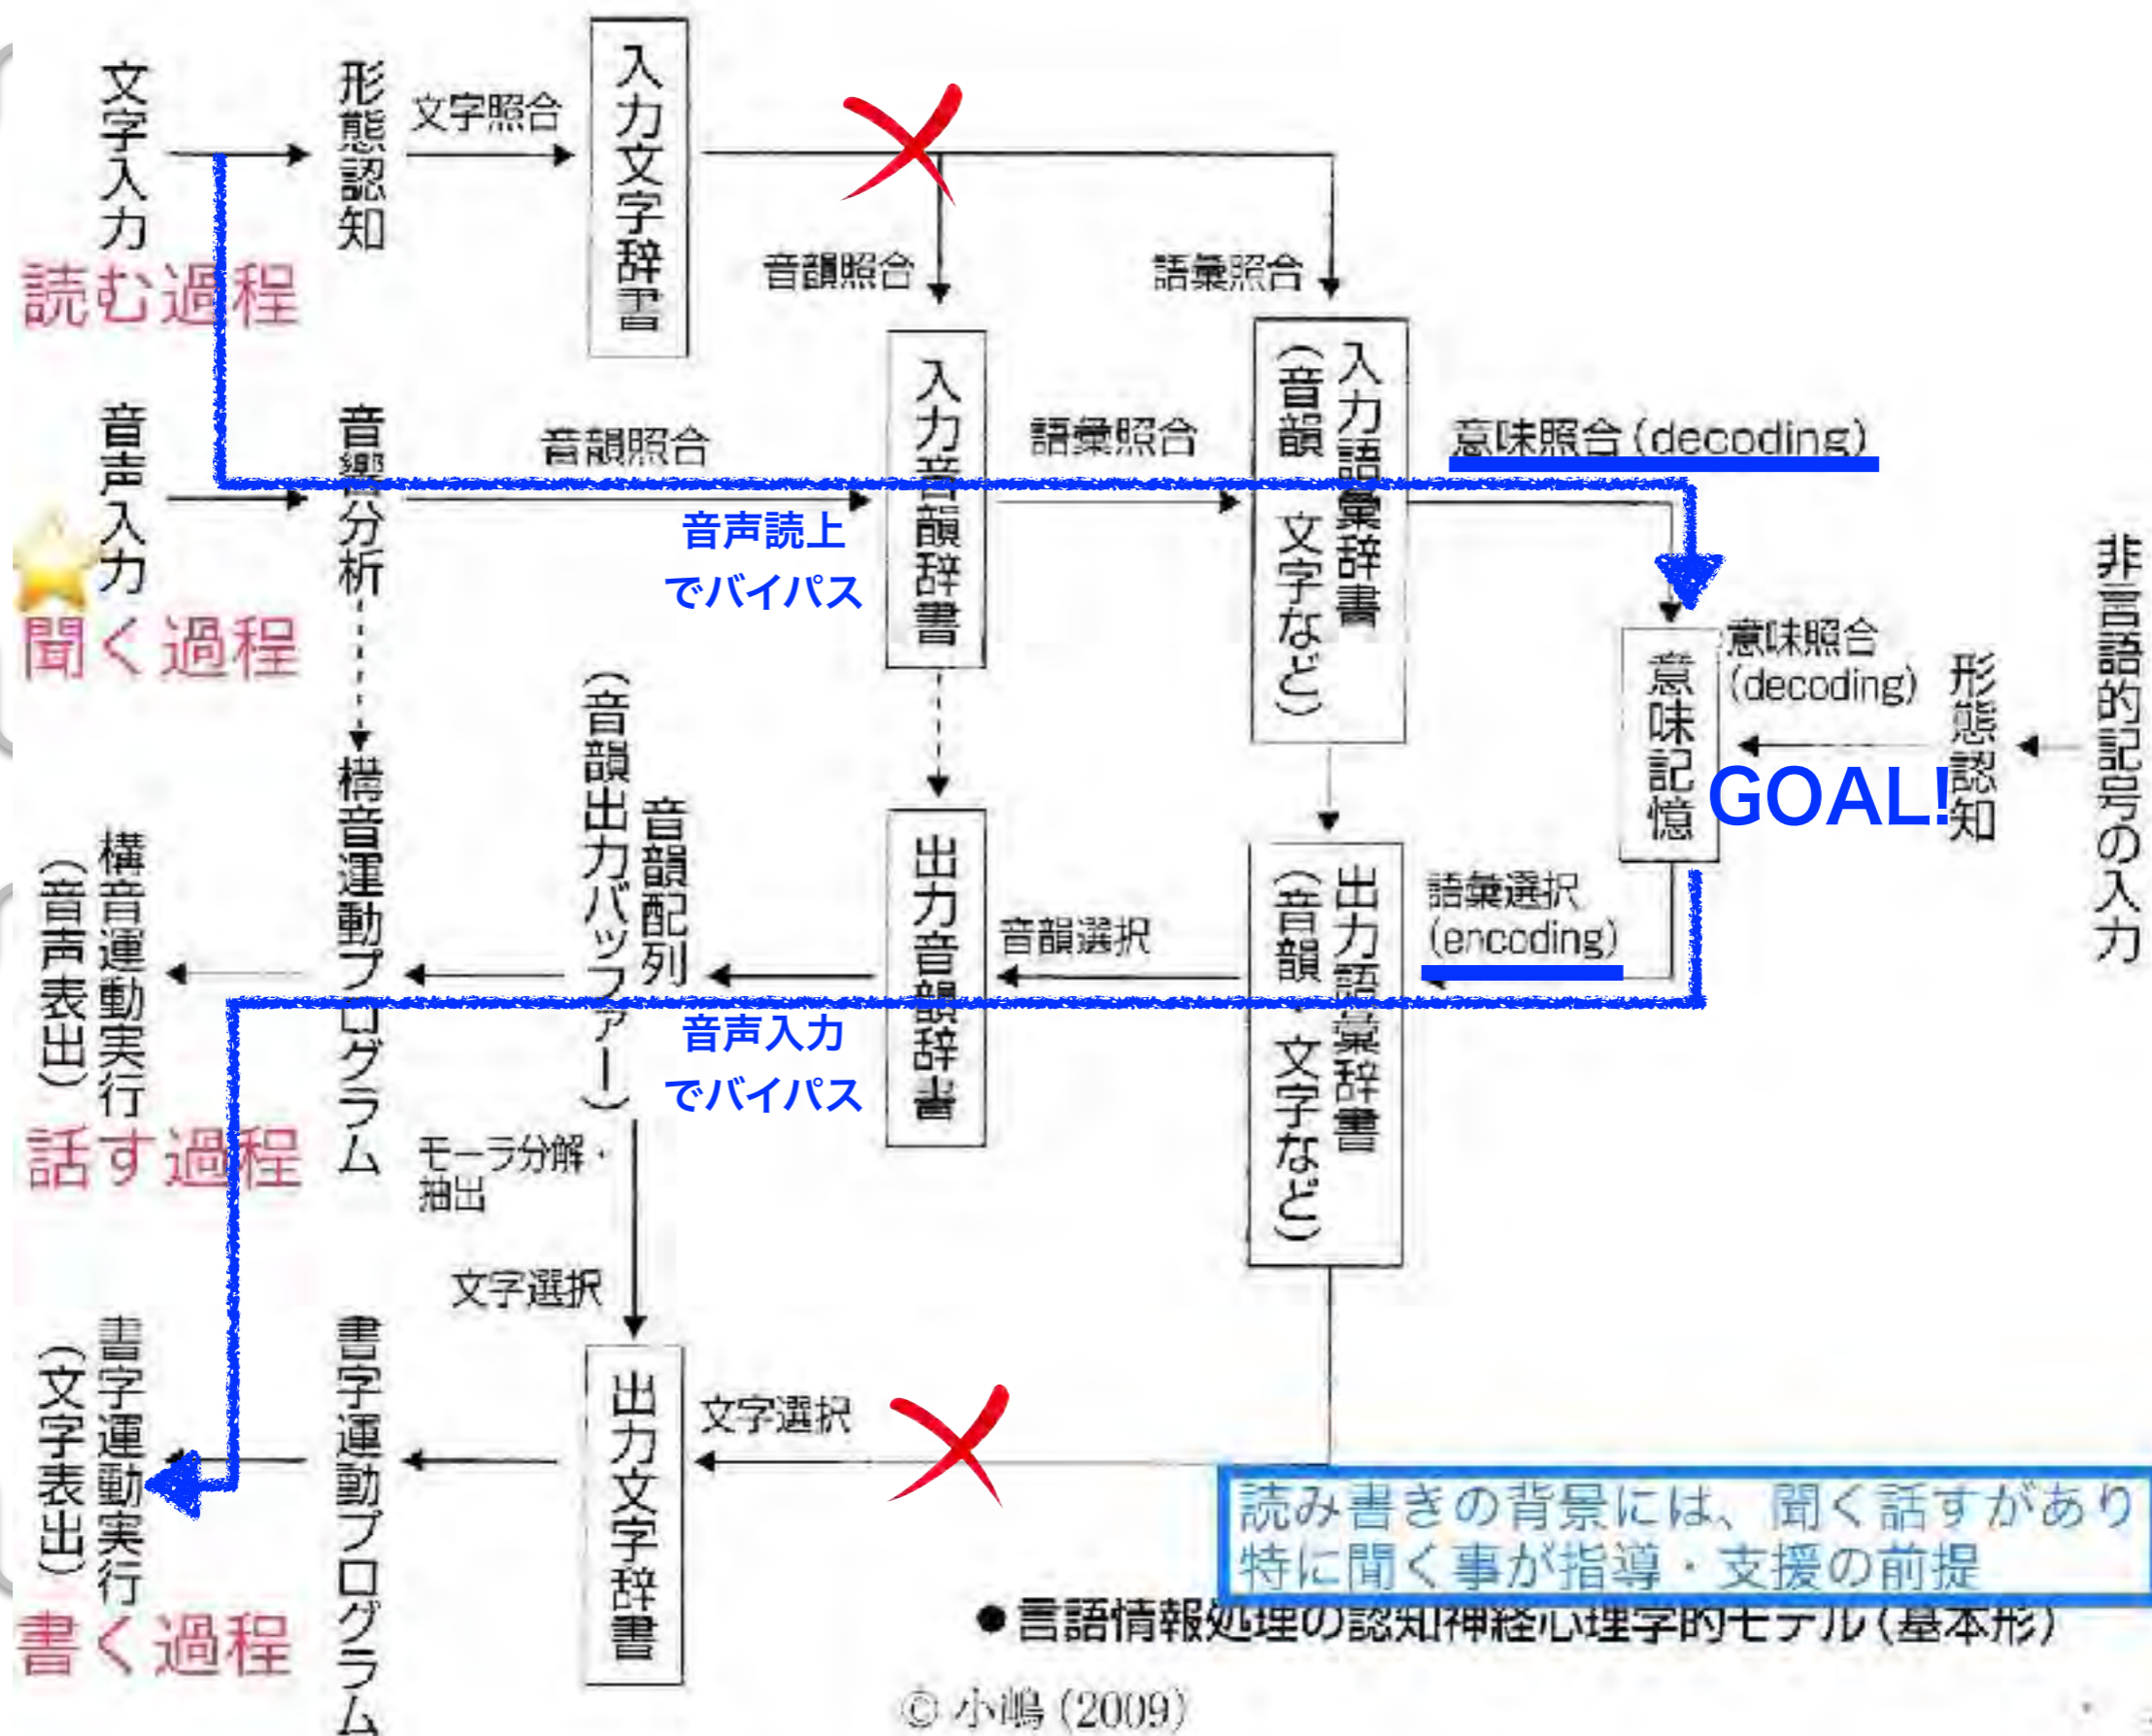 文字入力
形態認知
文字照合
入力文字辞書
読む過程
音韻照合
語彙照合
音声入力
音響分析
音韻照合
入力音韻辞書
語彙照合
入力語彙辞書
(音韻・文字など)
意味照合(decoding)
聞く過程
音声読上
でバイパス
意味記憶
意味照合
(decoding)
形態認知
非言語的記号の入力
GOAL!
構音運動実行
(音声表出)
構音運動プログラム
音韻配列
(音韻出力バッファー)
出力音韻辞書
音韻選択
出力語彙辞書
(音韻・文字など)
語彙選択
(encoding)
音声入力
でバイパス
話す過程
モーラ分解・
抽出
文字選択
書字運動実行
(文字表出)
書字運動プログラム
出力文字辞書
文字選択
書く過程
読み書きの背景には、聞く話すがあり
特に聞く事が指導・支援の前提
●言語情報処理の認知神経心理学的モデル(基本形)
© 小嶋 (2009)